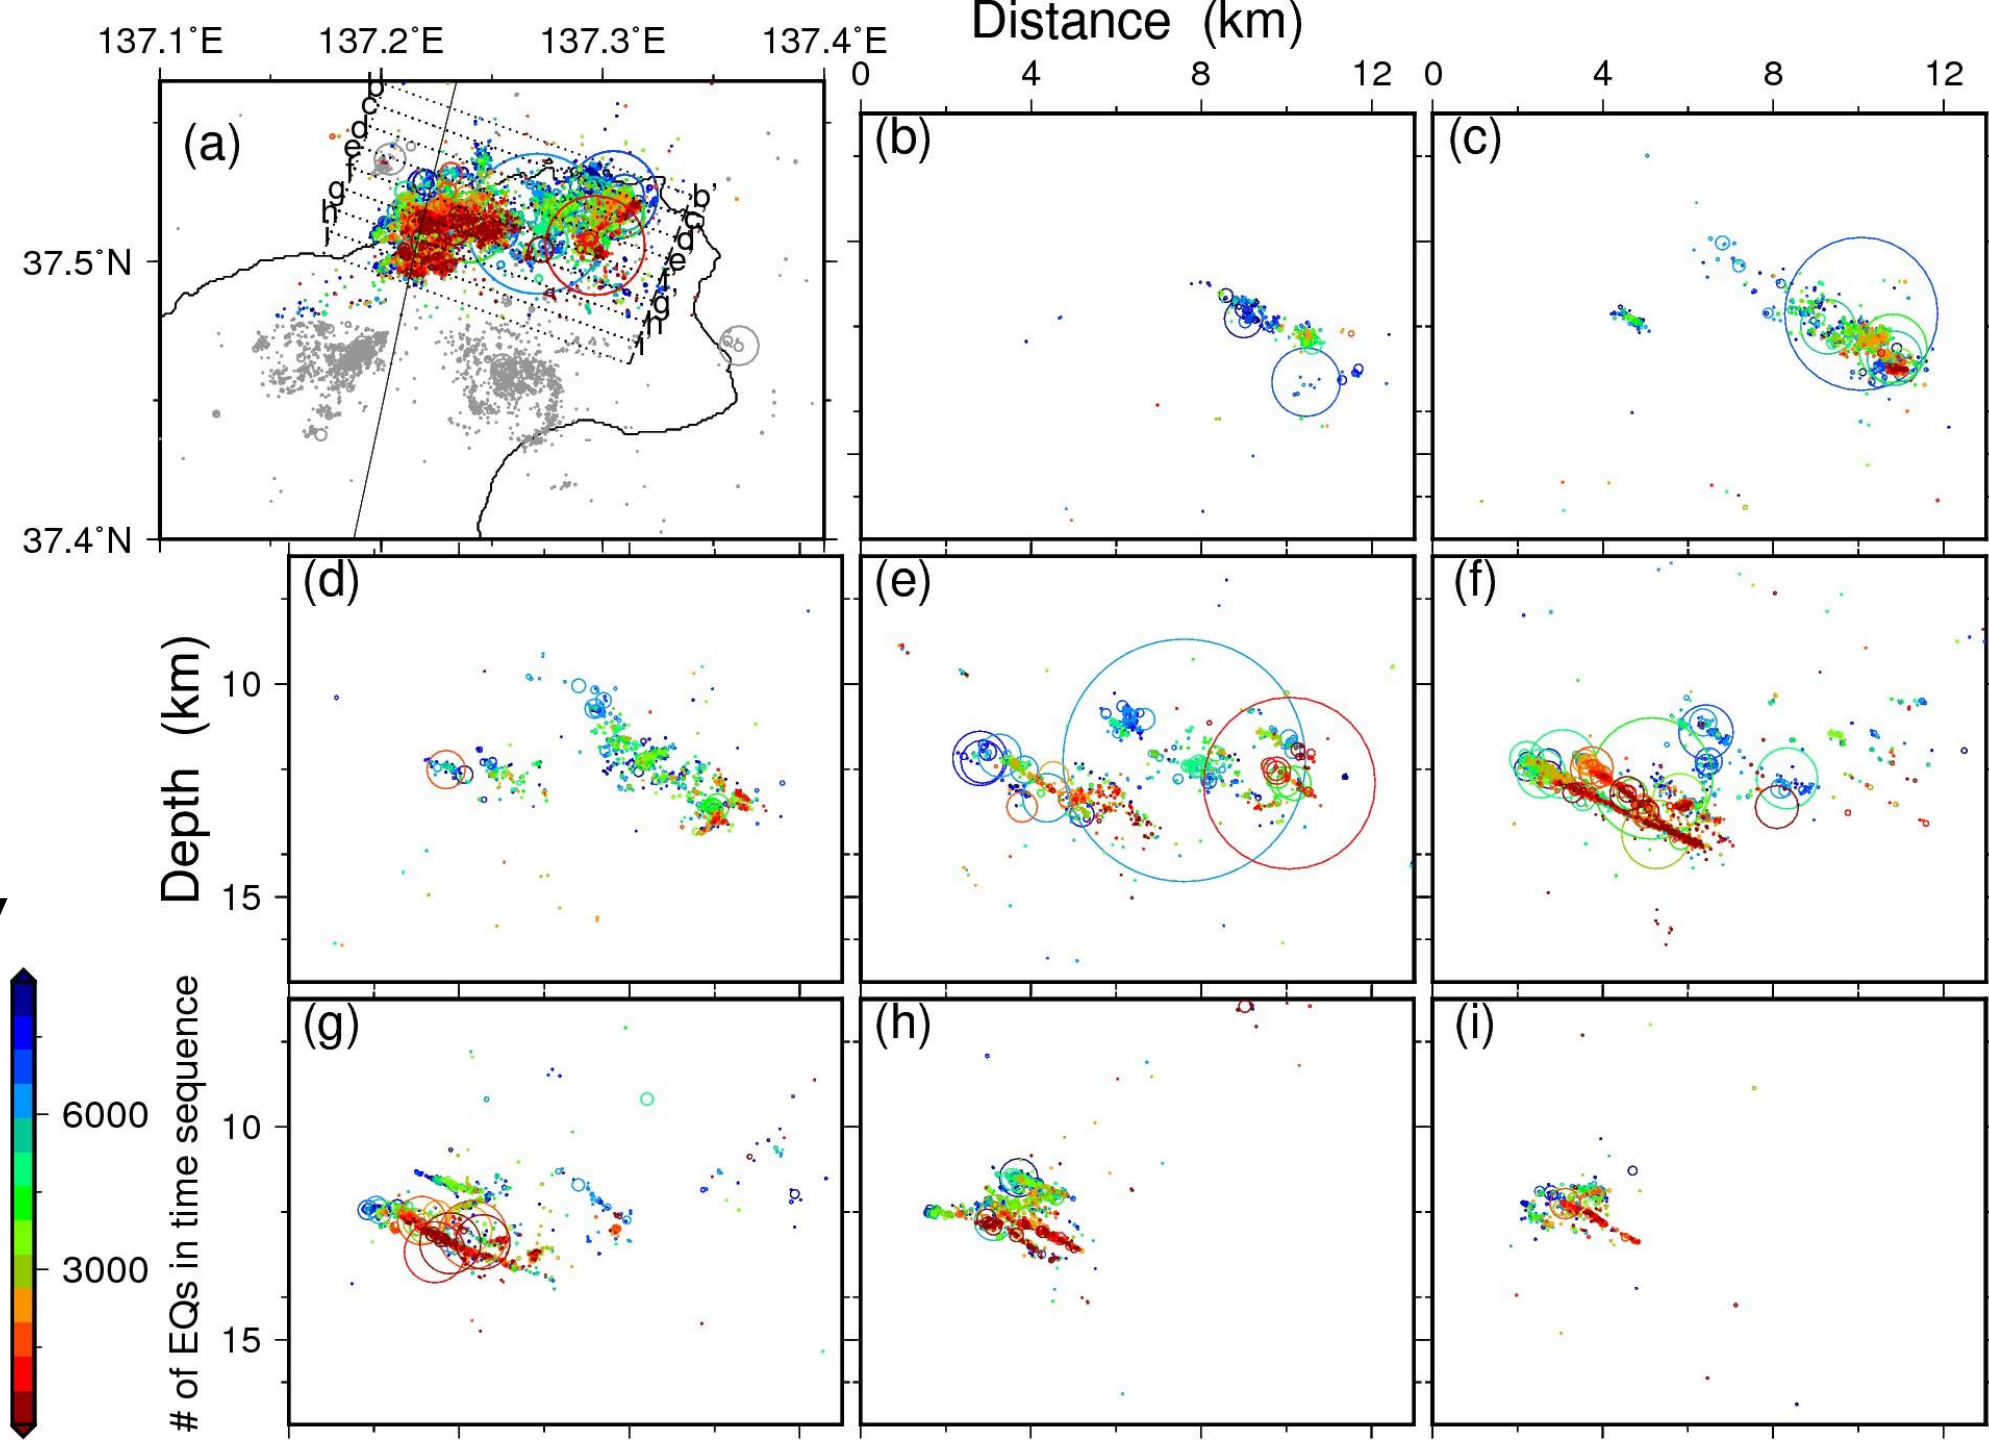 Distance (km)
137.1°E 137.2°E 137.3°E 137.4°E
0 4 8 12 0 4 8 12
(a) (b) (c)
b
c
d
e
f
g
h
i
b'
c'
d'
e'
f'
g'
h
i'
37.5°N
37.4°N
(d) (e) (f)
Depth (km)
10
15
(g) (h) (i)
10
15
# of EQs in time sequence
6000
3000